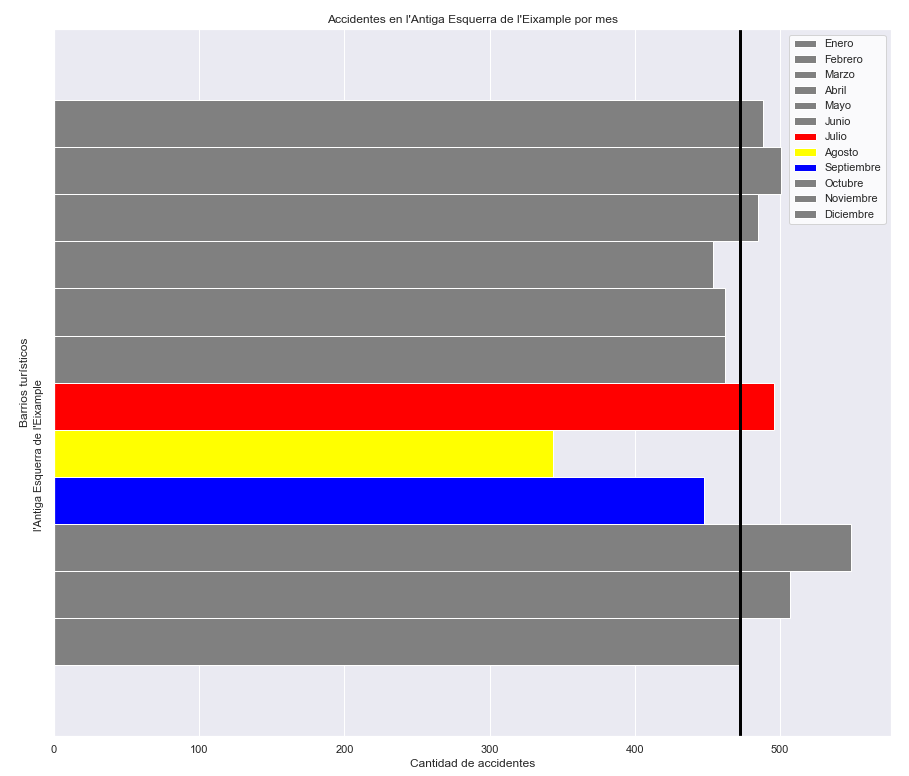 Accidentes en l'Antiga Esquerra de l'Eixample por mes
Enero
Febrero
Marzo
Abril
Mayo
Junio
Julio
Agosto
Septiembre
Octubre
Noviembre
Diciembre
Barrios turísticos
l'Antiga Esquerra de l'Eixample
0 100 200 300 400 500
Cantidad de accidentes